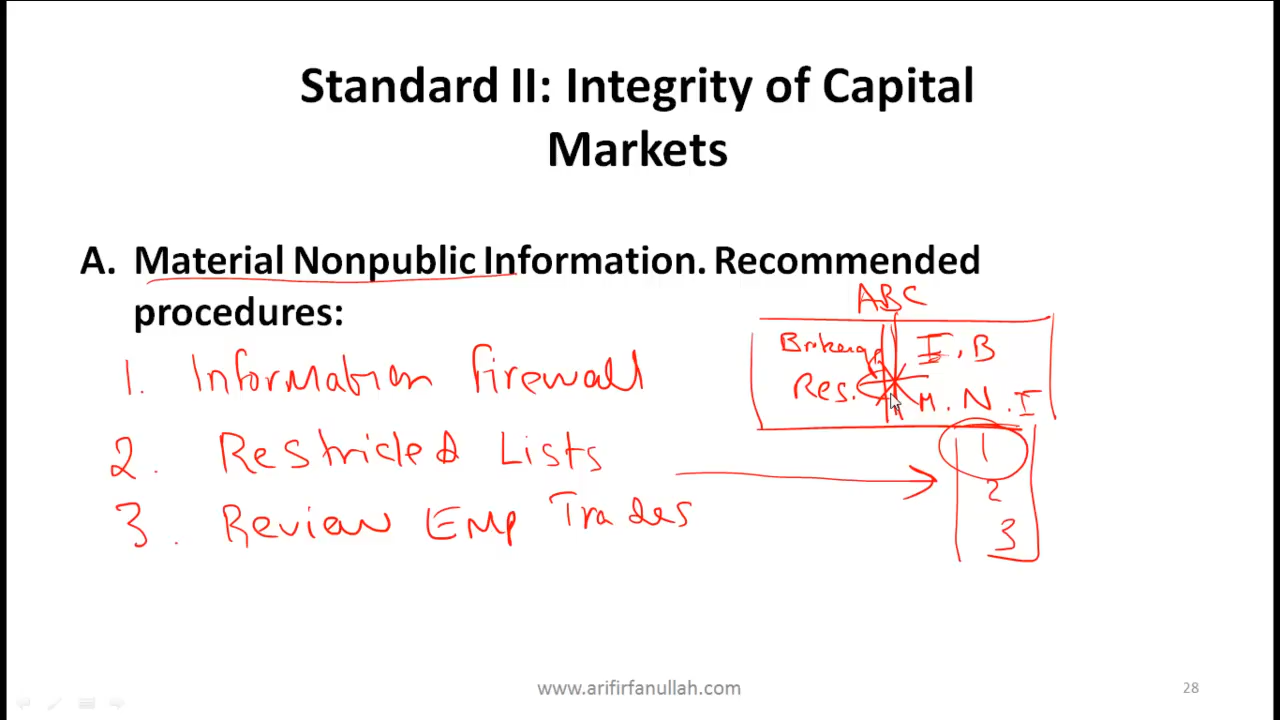 Standard II: Integrity of Capital
Markets
A. Material Nonpublic Information. Recommended
procedures:
ABC
Brokerage I.B
1. Information Firewall
Res. M.N.I
2. Restricted Lists
1
2
3. Review Emp Trades
3
www.arifirfanullah.com
28